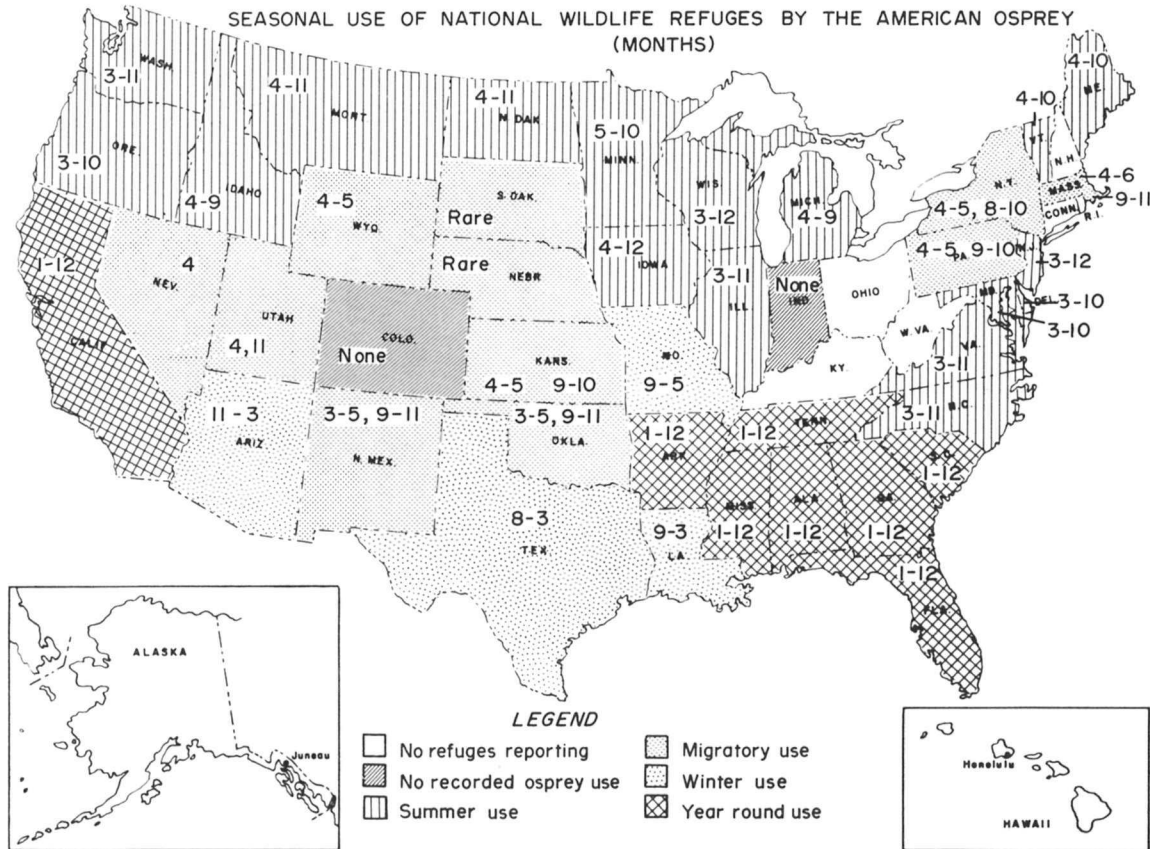 SEASONAL USE OF NATIONAL WILDLIFE REFUGES BY THE AMERICAN OSPREY
(MONTHS)
WASH.
3-11
ORE.
3-10
IDAHO
4-9
MONT
4-11
N. DAK
4-11
MINN.
5-10
WIS.
3-12
MICH.
4-9
S. DAK.
Rare
WYO.
4-5
NEBR
Rare
IOWA
4-12
ILL.
3-11
IND.
None
OHIO
W. VA.
KY.
N.Y.
4-5, 8-10
PA.
4-5, 9-10
VT.
4-10
N.H.
ME.
4-10
MASS.
4-6
CONN.
R.I.
9-11
3-12
DEL.
3-10
MD.
3-10
VA.
3-11
N.C.
3-11
S.C.
1-12
CALIF.
1-12
NEV.
4
UTAH
4, 11
COLO.
None
KANS.
4-5 9-10
MO.
9-5
ARIZ.
11-3
N. MEX.
3-5, 9-11
OKLA.
3-5, 9-11
TEX.
8-3
ARK
1-12
TENN.
1-12
LA.
9-3
MISS
1-12
ALA
1-12
GA.
1-12
FLA.
1-12
ALASKA
Juneau
Honolulu
HAWAII
LEGEND
No refuges reporting
No recorded osprey use
Summer use
Migratory use
Winter use
Year round use